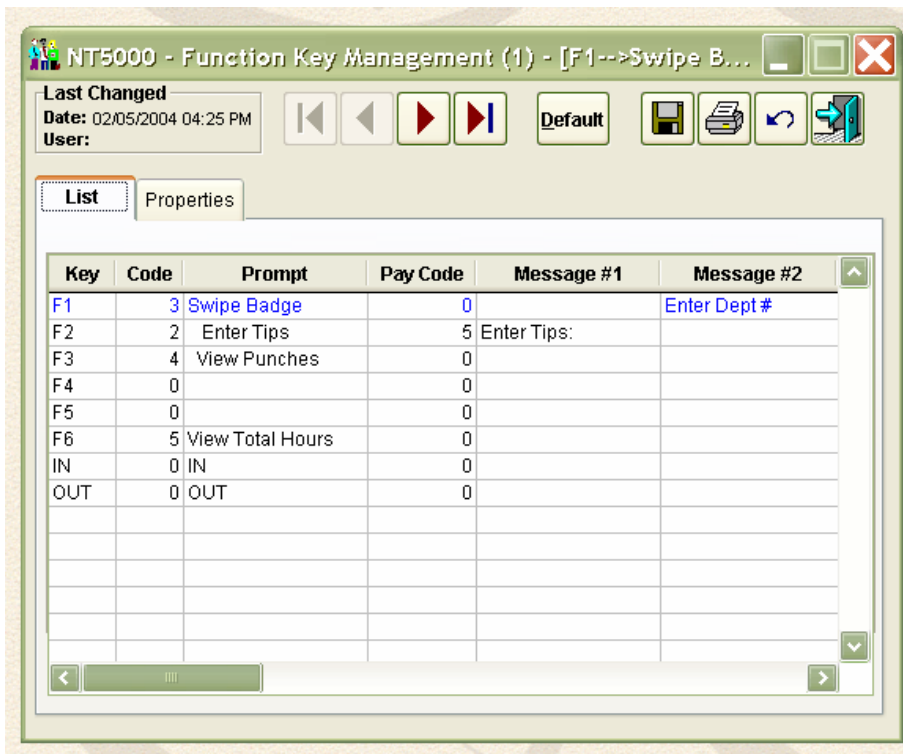 NT5000 - Function Key Management (1) - [F1-->Swipe B...
Last Changed
Date: 02/05/2004 04:25 PM
User:
Default
List Properties
Key Code Prompt Pay Code Message #1 Message #2
F1 3 Swipe Badge 0 Enter Dept #
F2 2 Enter Tips 5 Enter Tips:
F3 4 View Punches 0
F4 0 0
F5 0 0
F6 5 View Total Hours 0
IN 0 IN 0
OUT 0 OUT 0